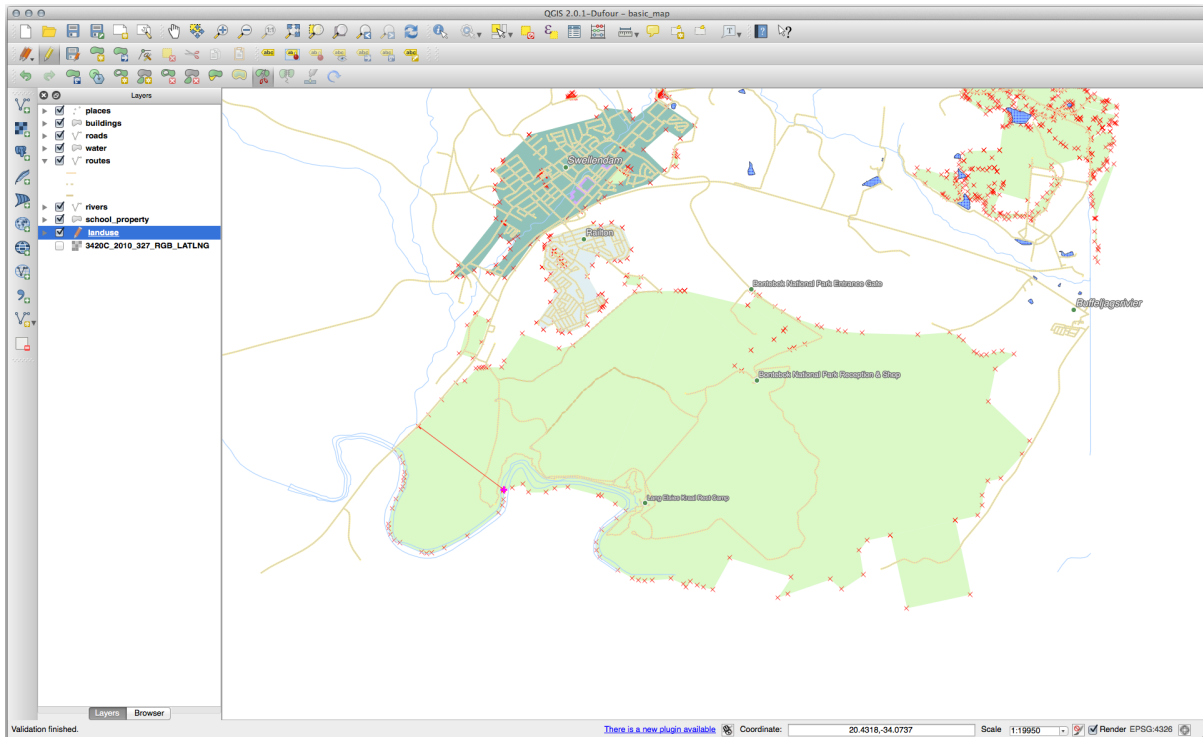 QGIS 2.0.1-Dufour - basic_map
Layers
places
buildings
roads
water
routes
rivers
school_property
landuse
3420C_2010_327_RGB_LATLNG
Swellendam
Railton
Bontebok National Park Entrance Gate
Buffeljagsrivier
Bontebok National Park Reception & Shop
Lang Elsies Kraal Rest Camp
Layers
Browser
Validation finished.
There is a new plugin available
Coordinate:
20.4318,-34.0737
Scale
1:19950
Render
EPSG:4326